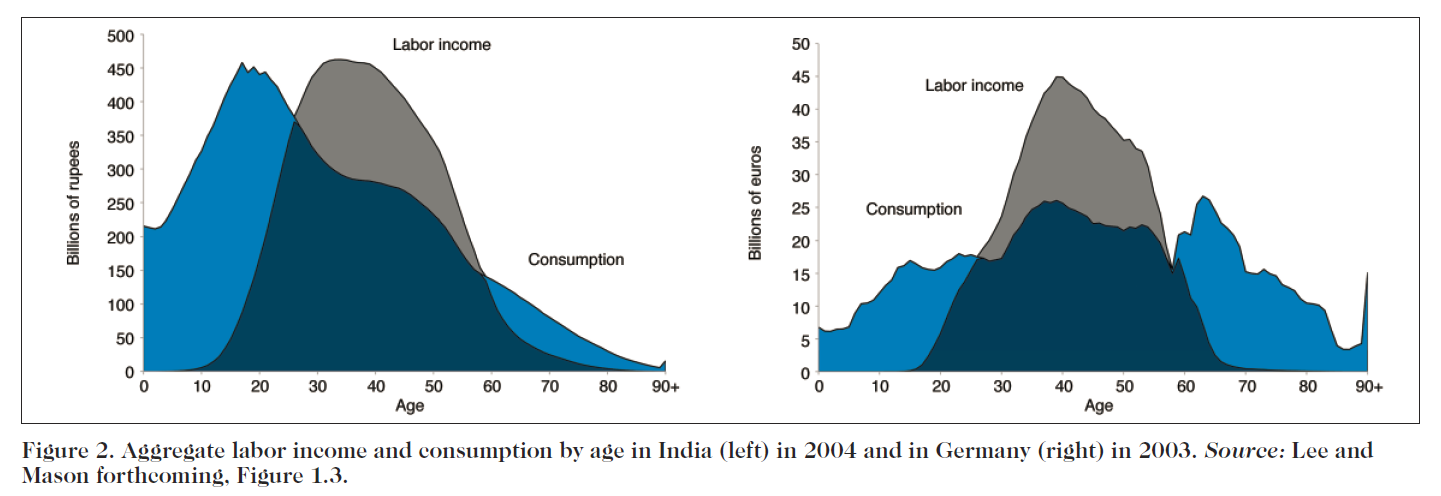 500
450
400
350
300
250
200
150
100
50
0
Billions of rupees
Labor income
Consumption
0 10 20 30 40 50 60 70 80 90+
Age
50
45
40
35
30
25
20
15
10
5
0
Billions of euros
Labor income
Consumption
0 10 20 30 40 50 60 70 80 90+
Age
Figure 2. Aggregate labor income and consumption by age in India (left) in 2004 and in Germany (right) in 2003. Source: Lee and
Mason forthcoming, Figure 1.3.